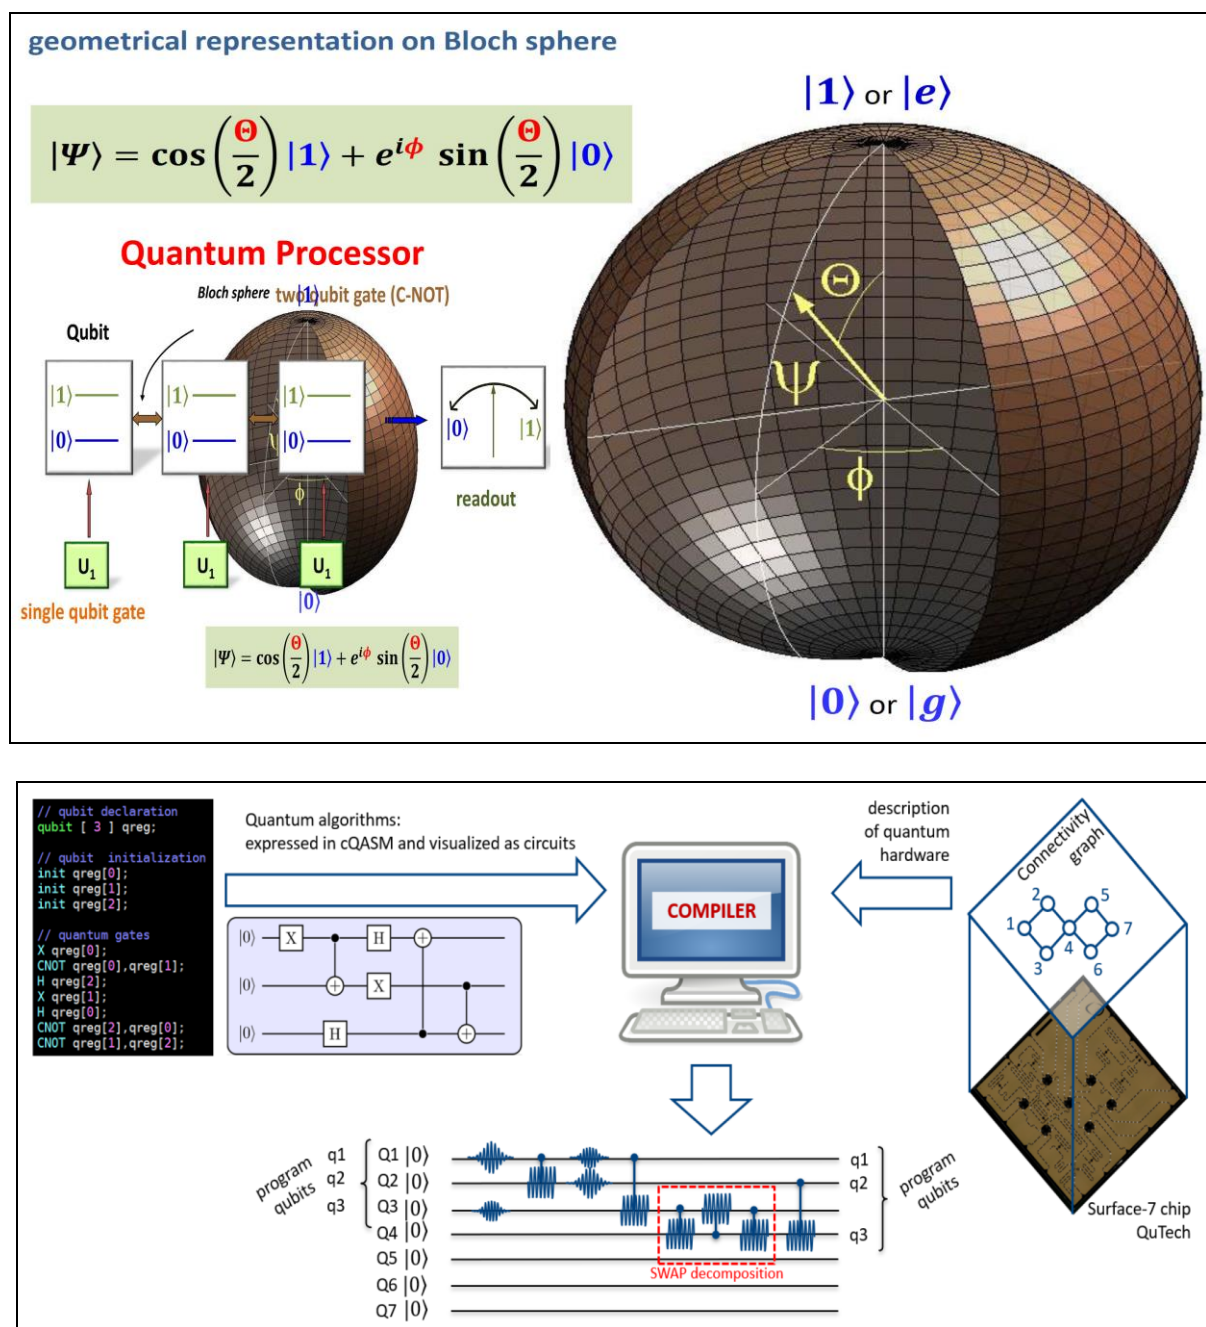 geometrical representation on Bloch sphere
|1⟩ or |e⟩
|Ψ⟩ = cos(Θ/2)|1⟩ + e^{iϕ} sin(Θ/2)|0⟩
Θ
Ψ
ϕ
|0⟩ or |g⟩
Quantum Processor
Bloch sphere two qubit gate (C-NOT)
|1⟩
Qubit
|1⟩ |1⟩ |1⟩
|0⟩ |0⟩ |0⟩
|0⟩ |1⟩
ϕ
readout
U1 U1 U1
single qubit gate
|0⟩
|Ψ⟩ = cos(Θ/2)|1⟩ + e^{iϕ} sin(Θ/2)|0⟩
// qubit declaration
qubit [ 3 ] qreg;
// qubit initialization
init qreg[0];
init qreg[1];
init qreg[2];
// quantum gates
X qreg[0];
CNOT qreg[0],qreg[1];
H qreg[2];
X qreg[1];
H qreg[0];
CNOT qreg[2],qreg[0];
CNOT qreg[1],qreg[2];
Quantum algorithms:
expressed in cQASM and visualized as circuits
|0⟩ X H
|0⟩ X
|0⟩ H
COMPILER
description
of quantum
hardware
Connectivity
graph
2 5
1 4 7
3 6
Surface-7 chip
QuTech
program
qubits
q1
q2
q3
Q1 |0⟩
Q2 |0⟩
Q3 |0⟩
Q4 |0⟩
Q5 |0⟩
Q6 |0⟩
Q7 |0⟩
SWAP decomposition
q1
q2
q3
program
qubits